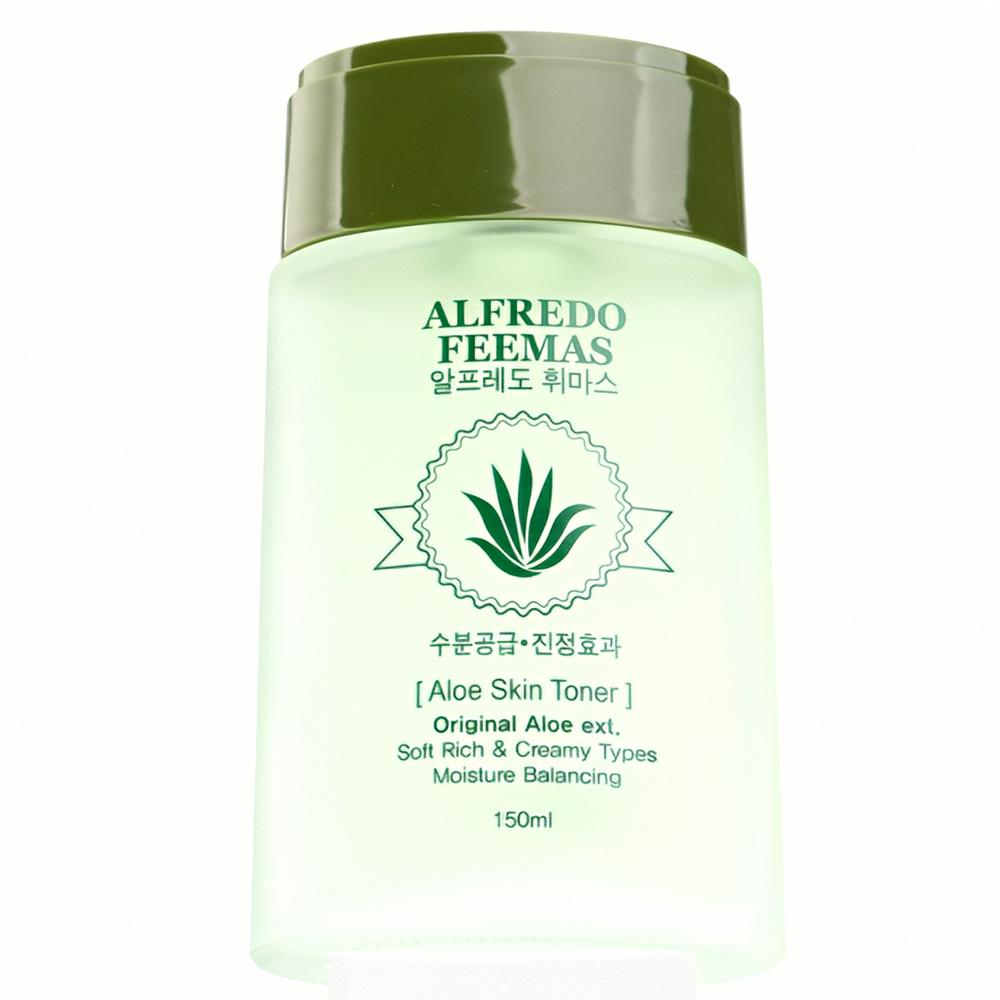 ALFREDO
FEEMAS
알프레도 휘마스
수분공급•진정효과
[ Aloe Skin Toner ]
Original Aloe ext.
Soft Rich & Creamy Types
Moisture Balancing
150ml